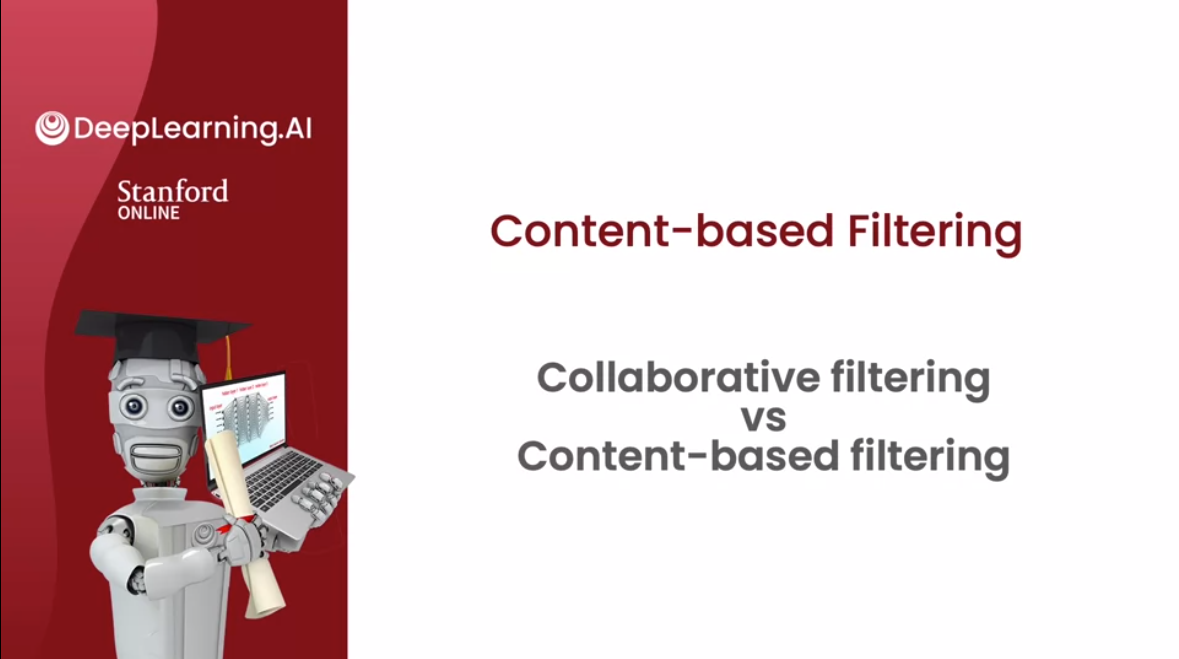 DeepLearning.AI
Stanford
ONLINE
Content-based Filtering
Collaborative filtering
vs
Content-based filtering